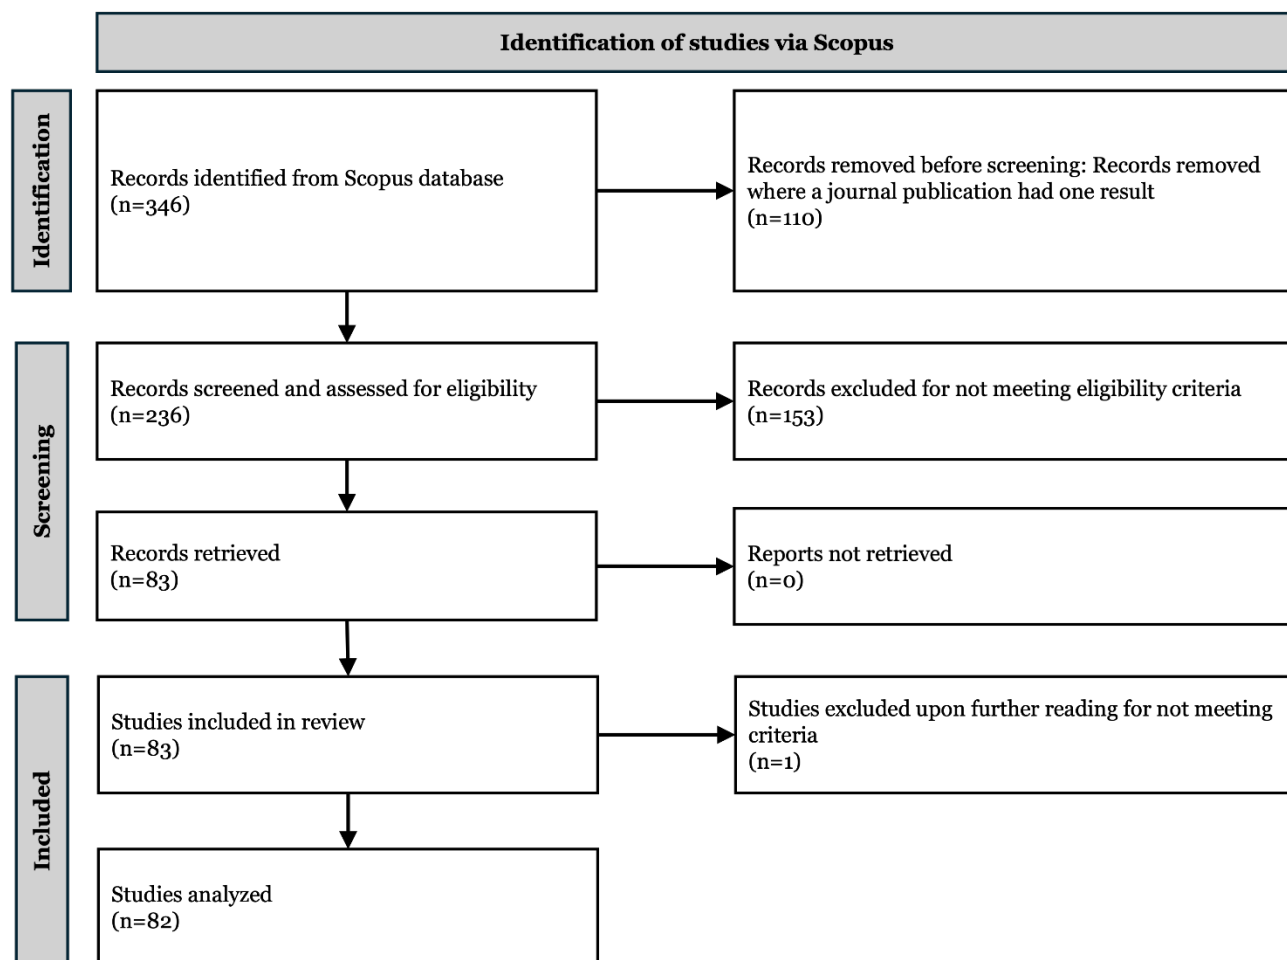 Identification of studies via Scopus
Identification
Records identified from Scopus database
(n=346)
Records removed before screening: Records removed
where a journal publication had one result
(n=110)
Screening
Records screened and assessed for eligibility
(n=236)
Records excluded for not meeting eligibility criteria
(n=153)
Records retrieved
(n=83)
Reports not retrieved
(n=0)
Included
Studies included in review
(n=83)
Studies excluded upon further reading for not meeting
criteria
(n=1)
Studies analyzed
(n=82)